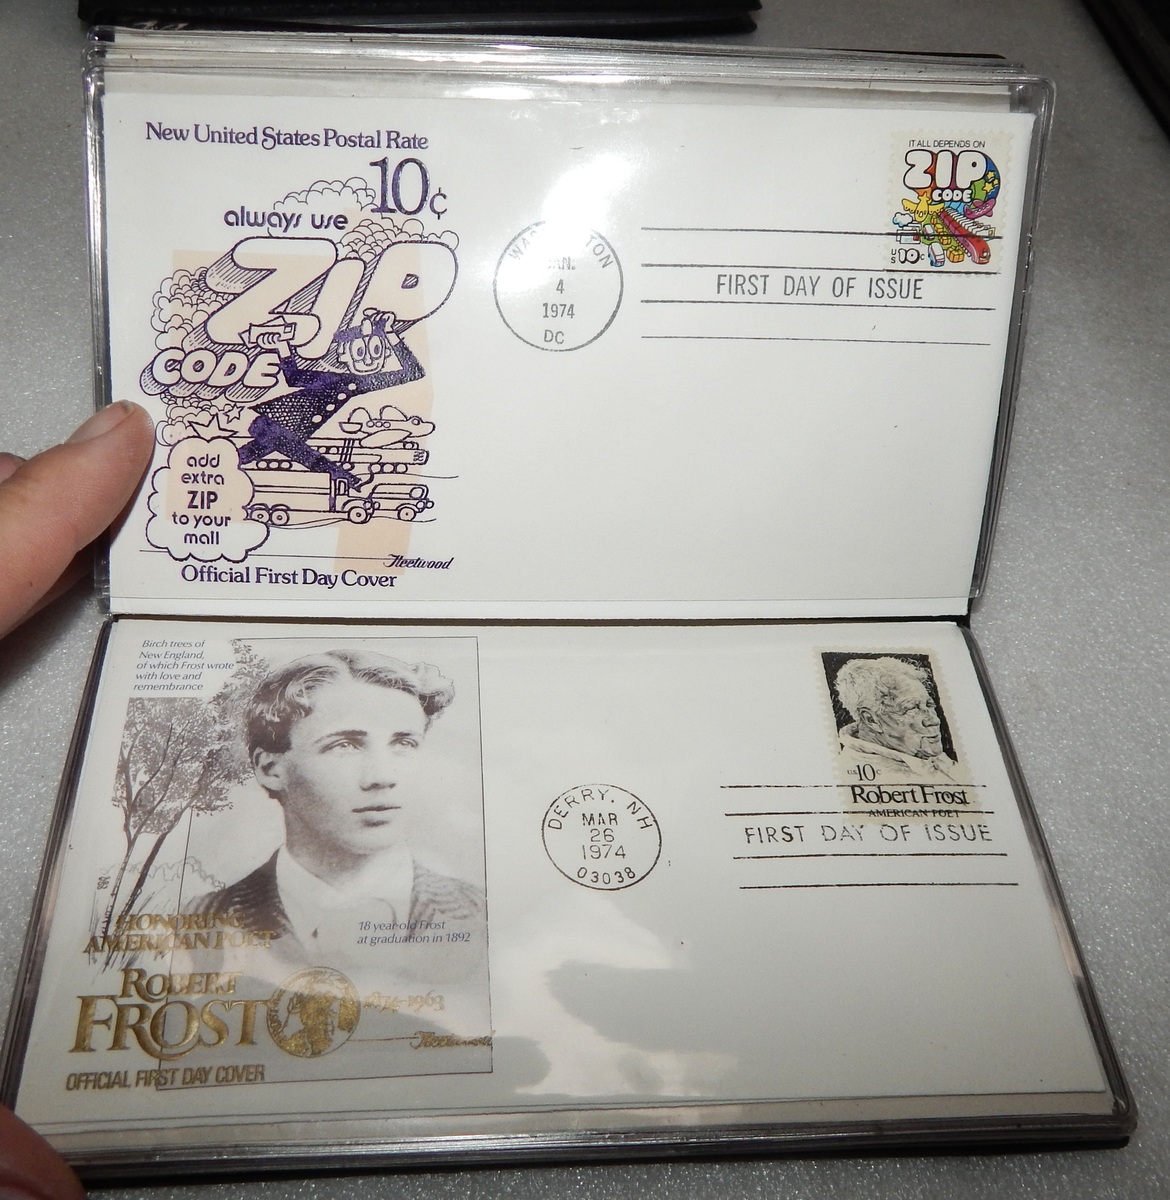 New United States Postal Rate
10¢
always use
ZIP
CODE
add
extra
ZIP
to your
mail
Fleetwood
Official First Day Cover
WASHINGTON
JAN.
4
1974
DC
IT ALL DEPENDS ON
ZIP
CODE
US 10c
FIRST DAY OF ISSUE
Birch trees of
New England,
of which Frost wrote
with love and
remembrance
18 year-old Frost
at graduation in 1892
HONORING
AMERICAN POET
ROBERT
FROST
1874-1963
Fleetwood
OFFICIAL FIRST DAY COVER
DERRY, NH
MAR
26
1974
03038
U.S. 10c
Robert Frost
AMERICAN POET
FIRST DAY OF ISSUE